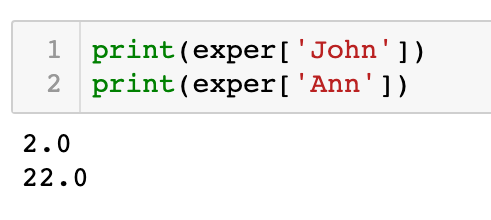 1 print(exper['John'])
2 print(exper['Ann'])
2.0
22.0